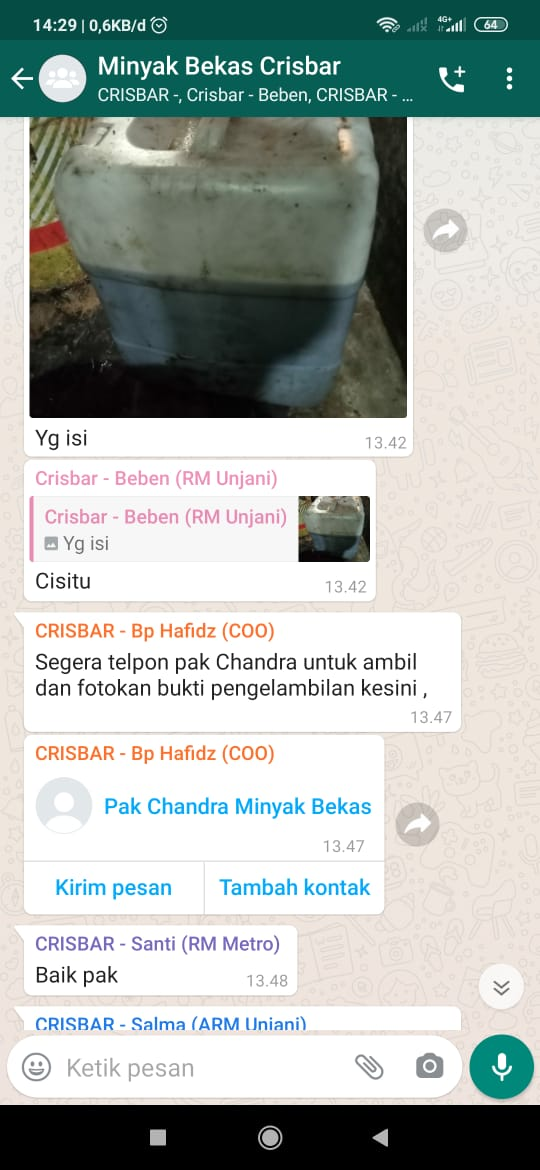 14:29 | 0,6KB/d
4G+
64
Minyak Bekas Crisbar
CRISBAR -, Crisbar - Beben, CRISBAR - ...
Yg isi
13.42
Crisbar - Beben (RM Unjani)
Crisbar - Beben (RM Unjani)
Yg isi
Cisitu
13.42
CRISBAR - Bp Hafidz (COO)
Segera telpon pak Chandra untuk ambil
dan fotokan bukti pengelambilan kesini ,
13.47
CRISBAR - Bp Hafidz (COO)
Pak Chandra Minyak Bekas
13.47
Kirim pesan
Tambah kontak
CRISBAR - Santi (RM Metro)
Baik pak
13.48
CRISBAR - Salma (ARM Unjani)
Ketik pesan